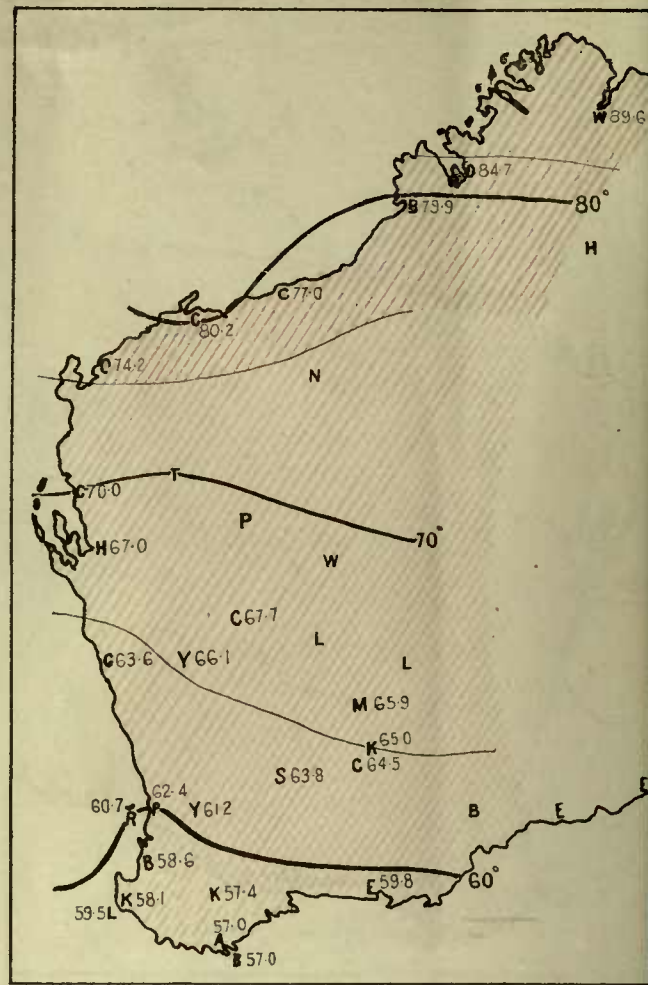 W 89·6
D 84·7
B 79·9
80°
H
C 77·0
C
80·2
O 74·2
N
T
C 70·0
P
70°
H 67·0
W
C 67·7
L
G 63·6
Y 66·1
L
M 65·9
65·0
K
C 64·5
S 63·8
62·4
60·7
P
R
Y 61·2
B
E
E
B 58·6
60°
59·8
E
K 58·1
K 57·4
59·5 L
57·0
A
B 57·0